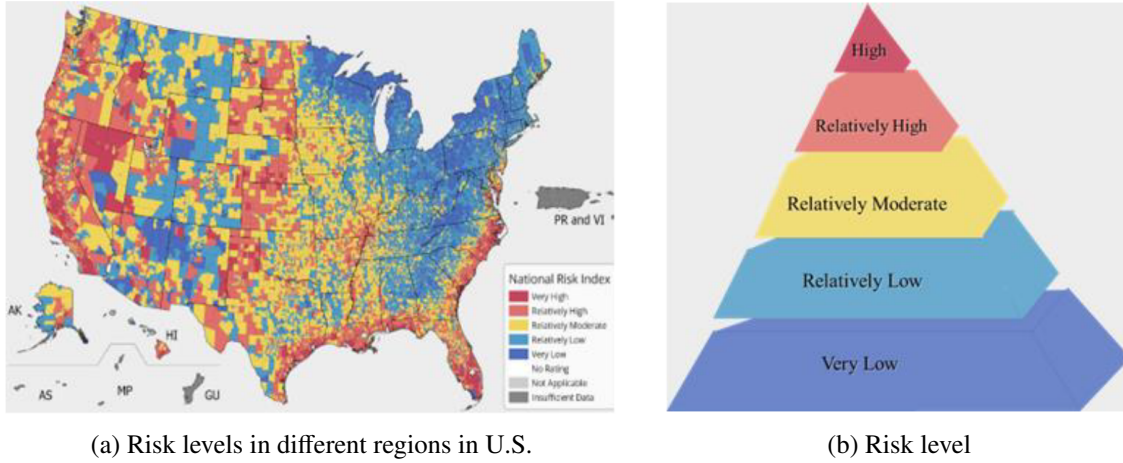 AK
HI
AS
MP
GU
PR and VI
National Risk Index
Very High
Relatively High
Relatively Moderate
Relatively Low
Very Low
No Rating
Not Applicable
Insufficient Data
(a) Risk levels in different regions in U.S.
High
Relatively High
Relatively Moderate
Relatively Low
Very Low
(b) Risk level